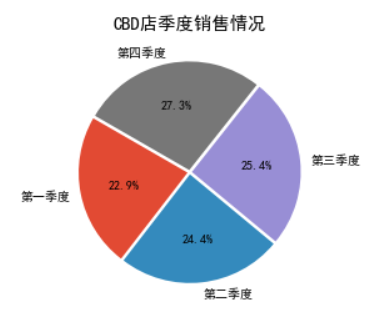 CBD店季度销售情况
第四季度
27.3%
第三季度
25.4%
22.9%
第一季度
24.4%
第二季度